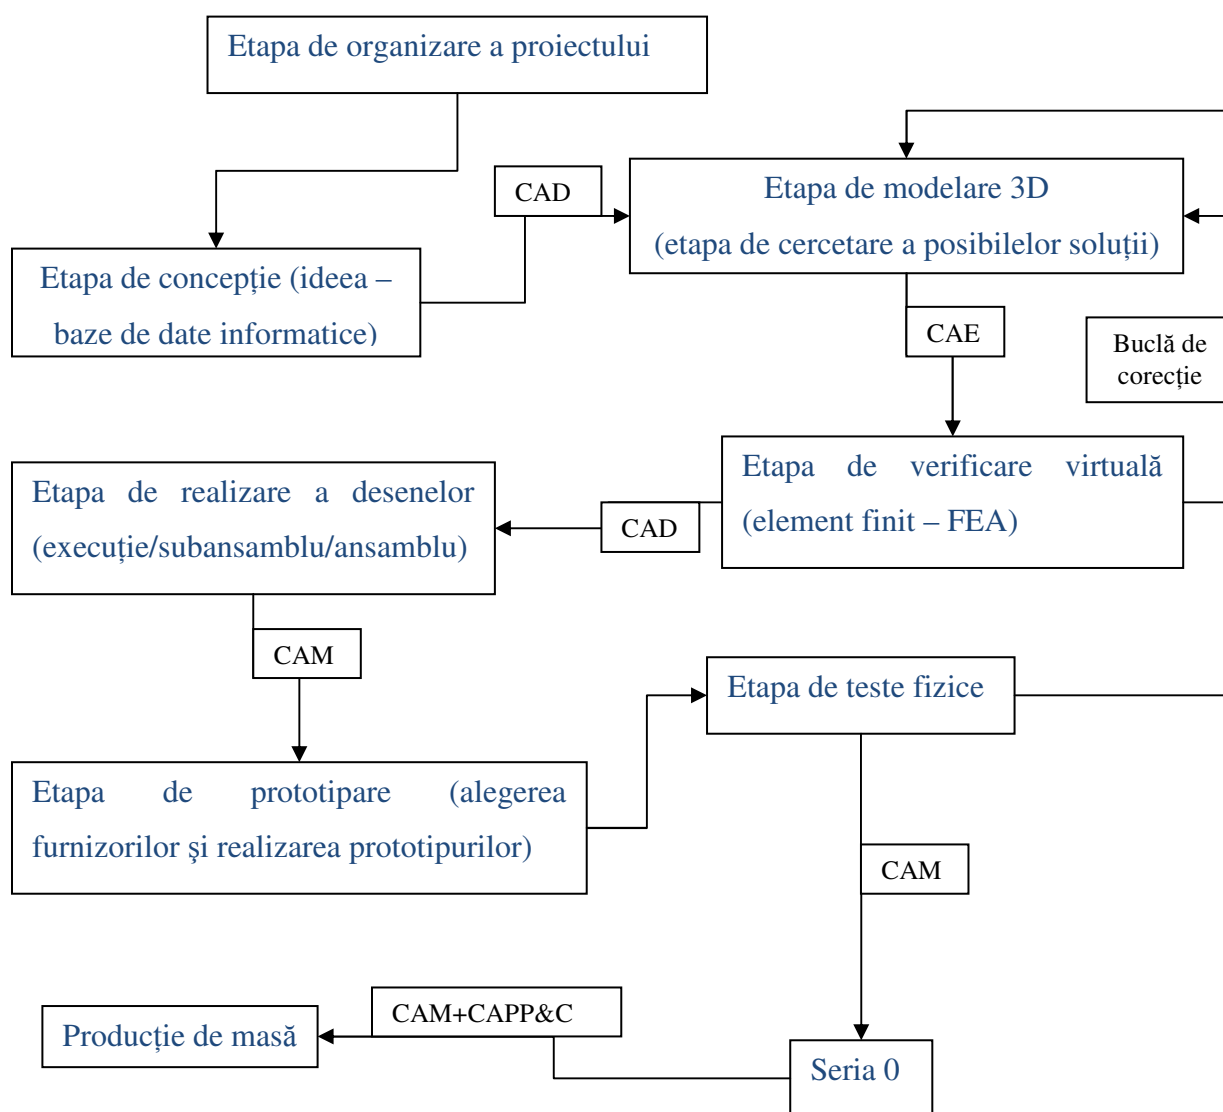 Etapa de organizare a proiectului
CAD
Etapa de modelare 3D
(etapa de cercetare a posibilelor soluții)
Etapa de concepție (ideea –
baze de date informatice)
CAE
Buclă de
corecție
Etapa de verificare virtuală
(element finit – FEA)
CAD
Etapa de realizare a desenelor
(execuție/subansamblu/ansamblu)
CAM
Etapa de teste fizice
Etapa de prototipare (alegerea
furnizorilor şi realizarea prototipurilor)
CAM
CAM+CAPP&C
Producție de masă
Seria 0